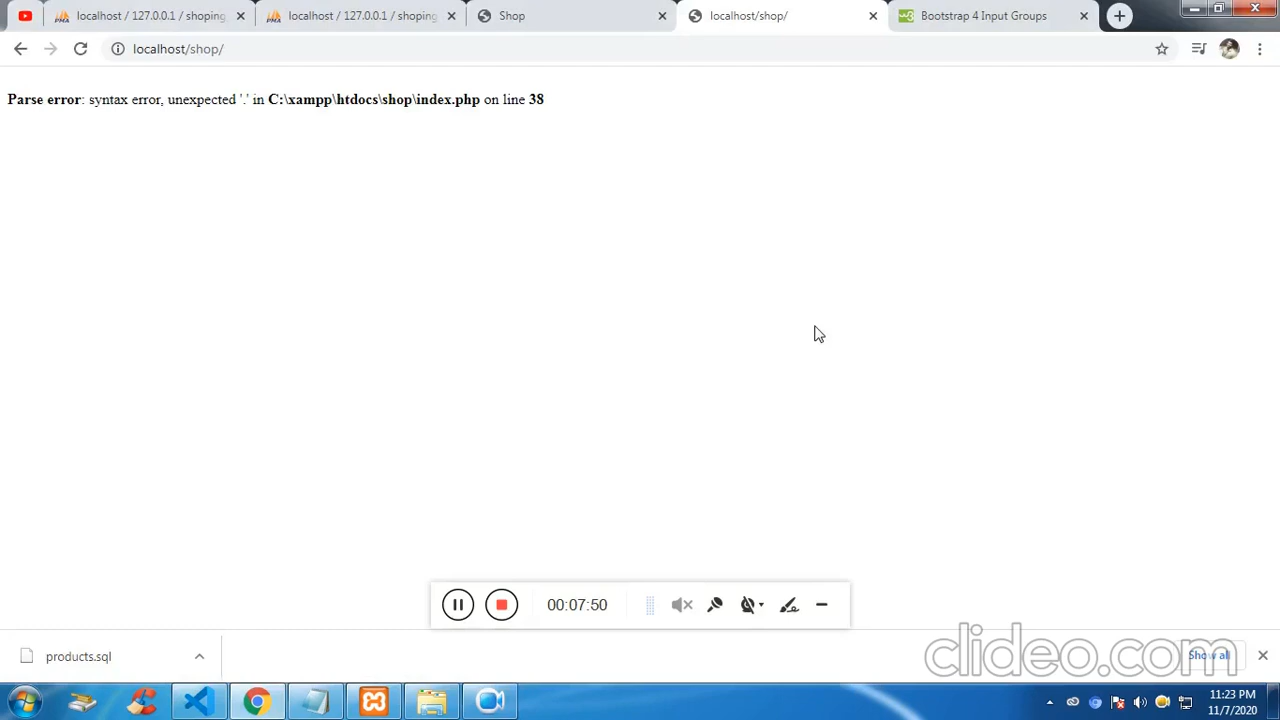 localhost / 127.0.0.1 / shoping
localhost / 127.0.0.1 / shoping
Shop
localhost/shop/
Bootstrap 4 Input Groups
localhost/shop/
Parse error: syntax error, unexpected '.' in C:\xampp\htdocs\shop\index.php on line 38
00:07:50
products.sql
Show all
clideo.com
11:23 PM
11/7/2020